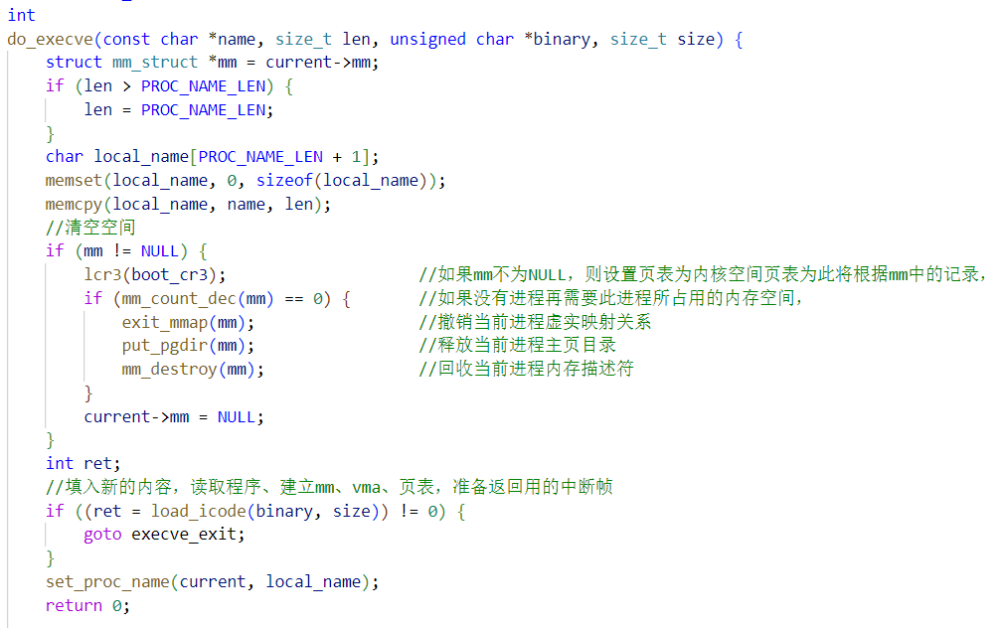 int
do_execve(const char *name, size_t len, unsigned char *binary, size_t size) {
    struct mm_struct *mm = current->mm;
    if (len > PROC_NAME_LEN) {
        len = PROC_NAME_LEN;
    }
    char local_name[PROC_NAME_LEN + 1];
    memset(local_name, 0, sizeof(local_name));
    memcpy(local_name, name, len);
    //清空空间
    if (mm != NULL) {
        lcr3(boot_cr3);                    //如果mm不为NULL，则设置页表为内核空间页表为此将根据mm中的记录，
        if (mm_count_dec(mm) == 0) {       //如果没有进程再需要此进程所占用的内存空间，
            exit_mmap(mm);                 //撤销当前进程虚实映射关系
            put_pgdir(mm);                 //释放当前进程主页目录
            mm_destroy(mm);                //回收当前进程内存描述符
        }
        current->mm = NULL;
    }
    int ret;
    //填入新的内容，读取程序、建立mm、vma、页表，准备返回用的中断帧
    if ((ret = load_icode(binary, size)) != 0) {
        goto execve_exit;
    }
    set_proc_name(current, local_name);
    return 0;